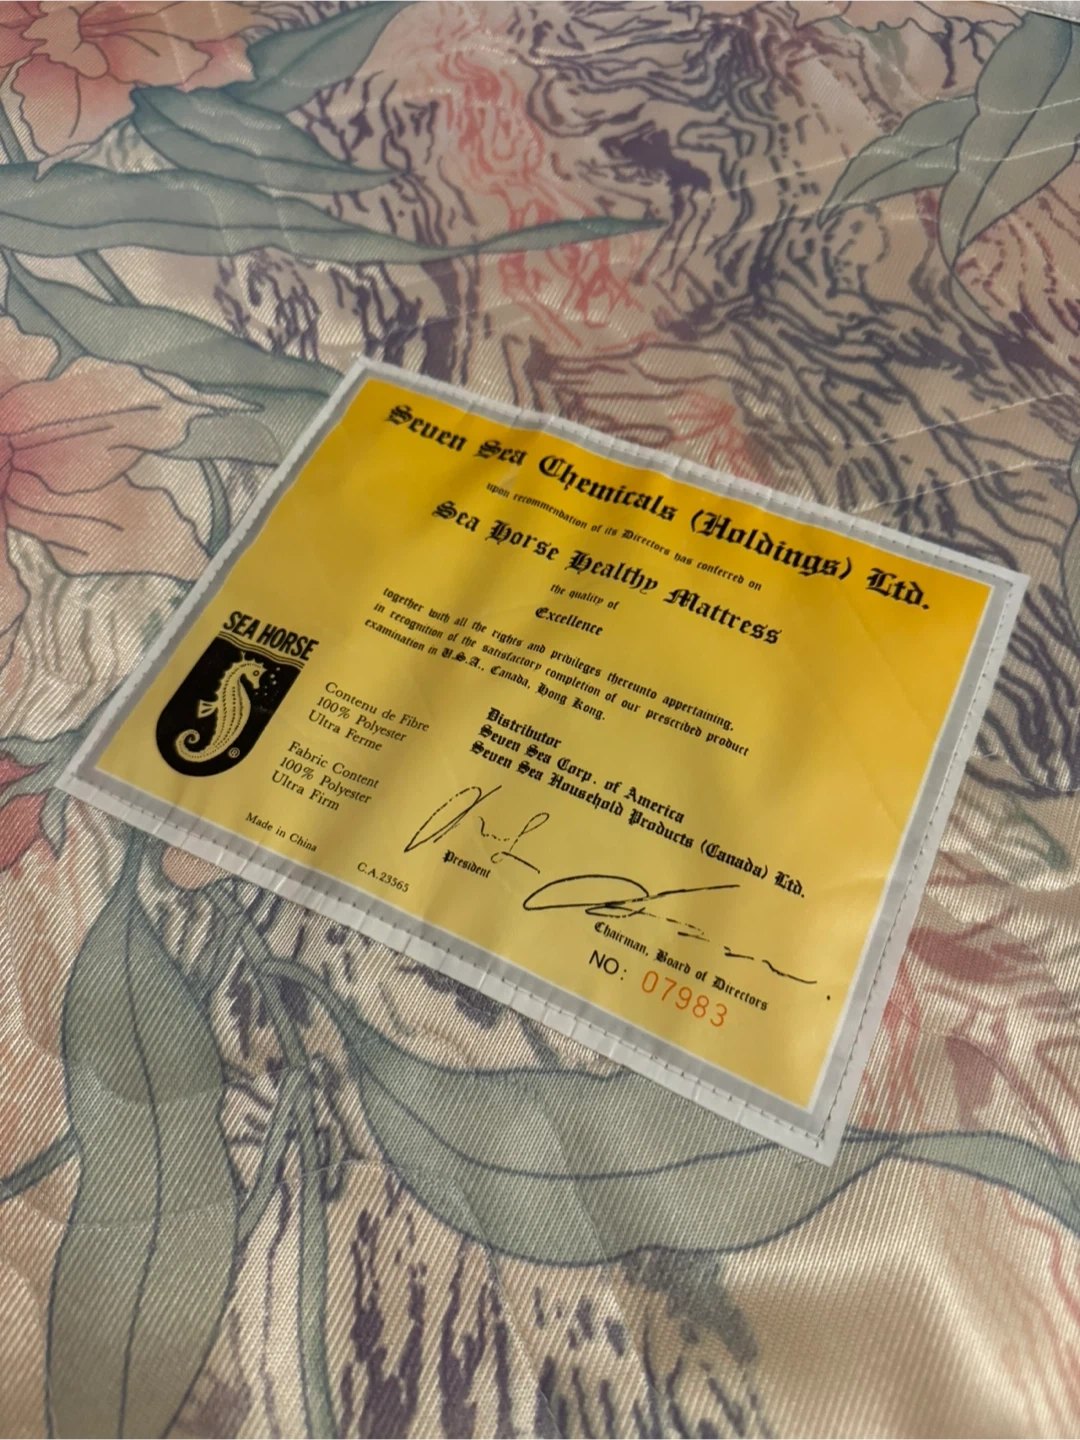 Seven Sea Chemicals (Holdings) Ltd.
upon recommendation of its Directors has conferred on
Sea Horse Healthy Mattress
the quality of
Excellence
together with all the rights and privileges thereunto appertaining,
in recognition of the satisfactory completion of our prescribed product
examination in U.S.A., Canada, Hong Kong.
SEA HORSE
®
Contenu de Fibre
100% Polyester
Ultra Ferme
Fabric Content
100% Polyester
Ultra Firm
Made in China
C.A.23565
Distributor
Seven Sea Corp. of America
Seven Sea Household Products (Canada) Ltd.
President
Chairman, Board of Directors
NO: 07983